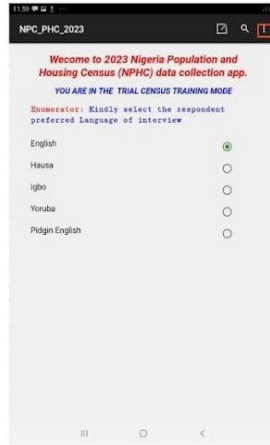 11:59
NPC_PHC_2023
Wecome to 2023 Nigeria Population and
Housing Census (NPHC) data collection app.
YOU ARE IN THE TRIAL CENSUS TRAINING MODE
Enumerator: Kindly select the respondent
preferred Language of interview
English
Hausa
Igbo
Yoruba
Pidgin English